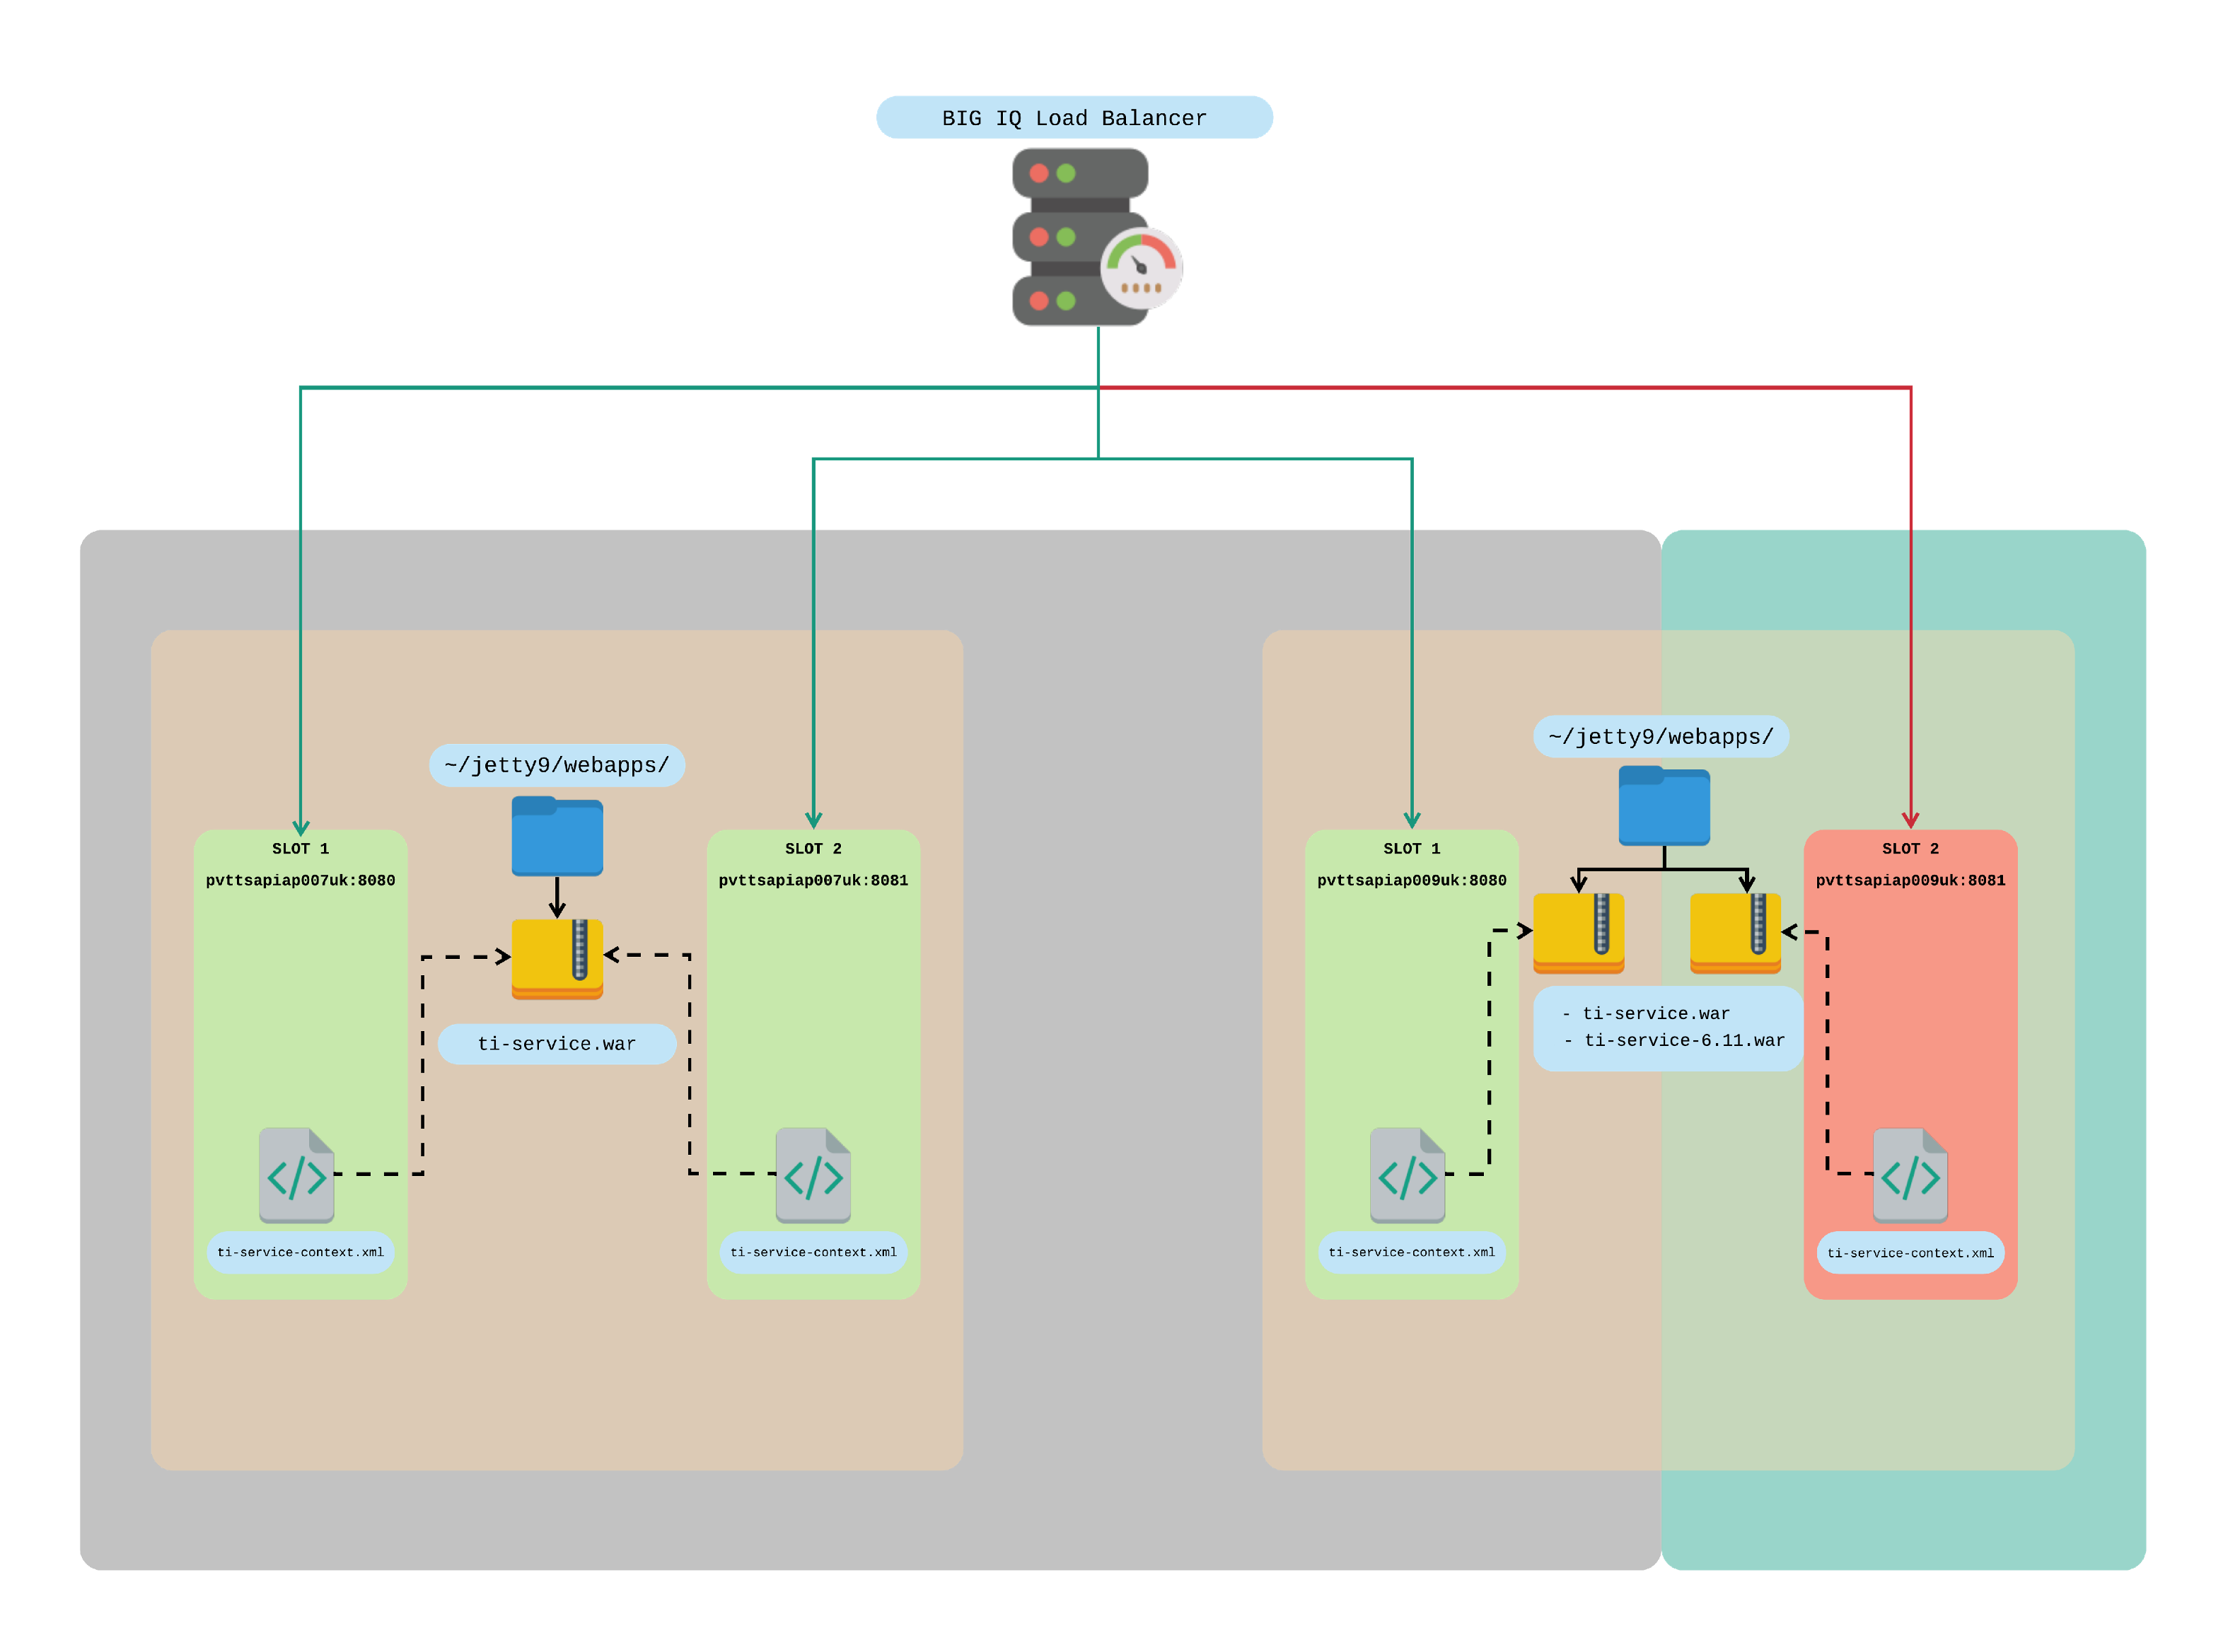 BIG IQ Load Balancer
~/jetty9/webapps/
SLOT 1
pvttsapiap007uk:8080
SLOT 2
pvttsapiap007uk:8081
ti-service.war
ti-service-context.xml
ti-service-context.xml
~/jetty9/webapps/
SLOT 1
pvttsapiap009uk:8080
SLOT 2
pvttsapiap009uk:8081
- ti-service.war
- ti-service-6.11.war
ti-service-context.xml
ti-service-context.xml